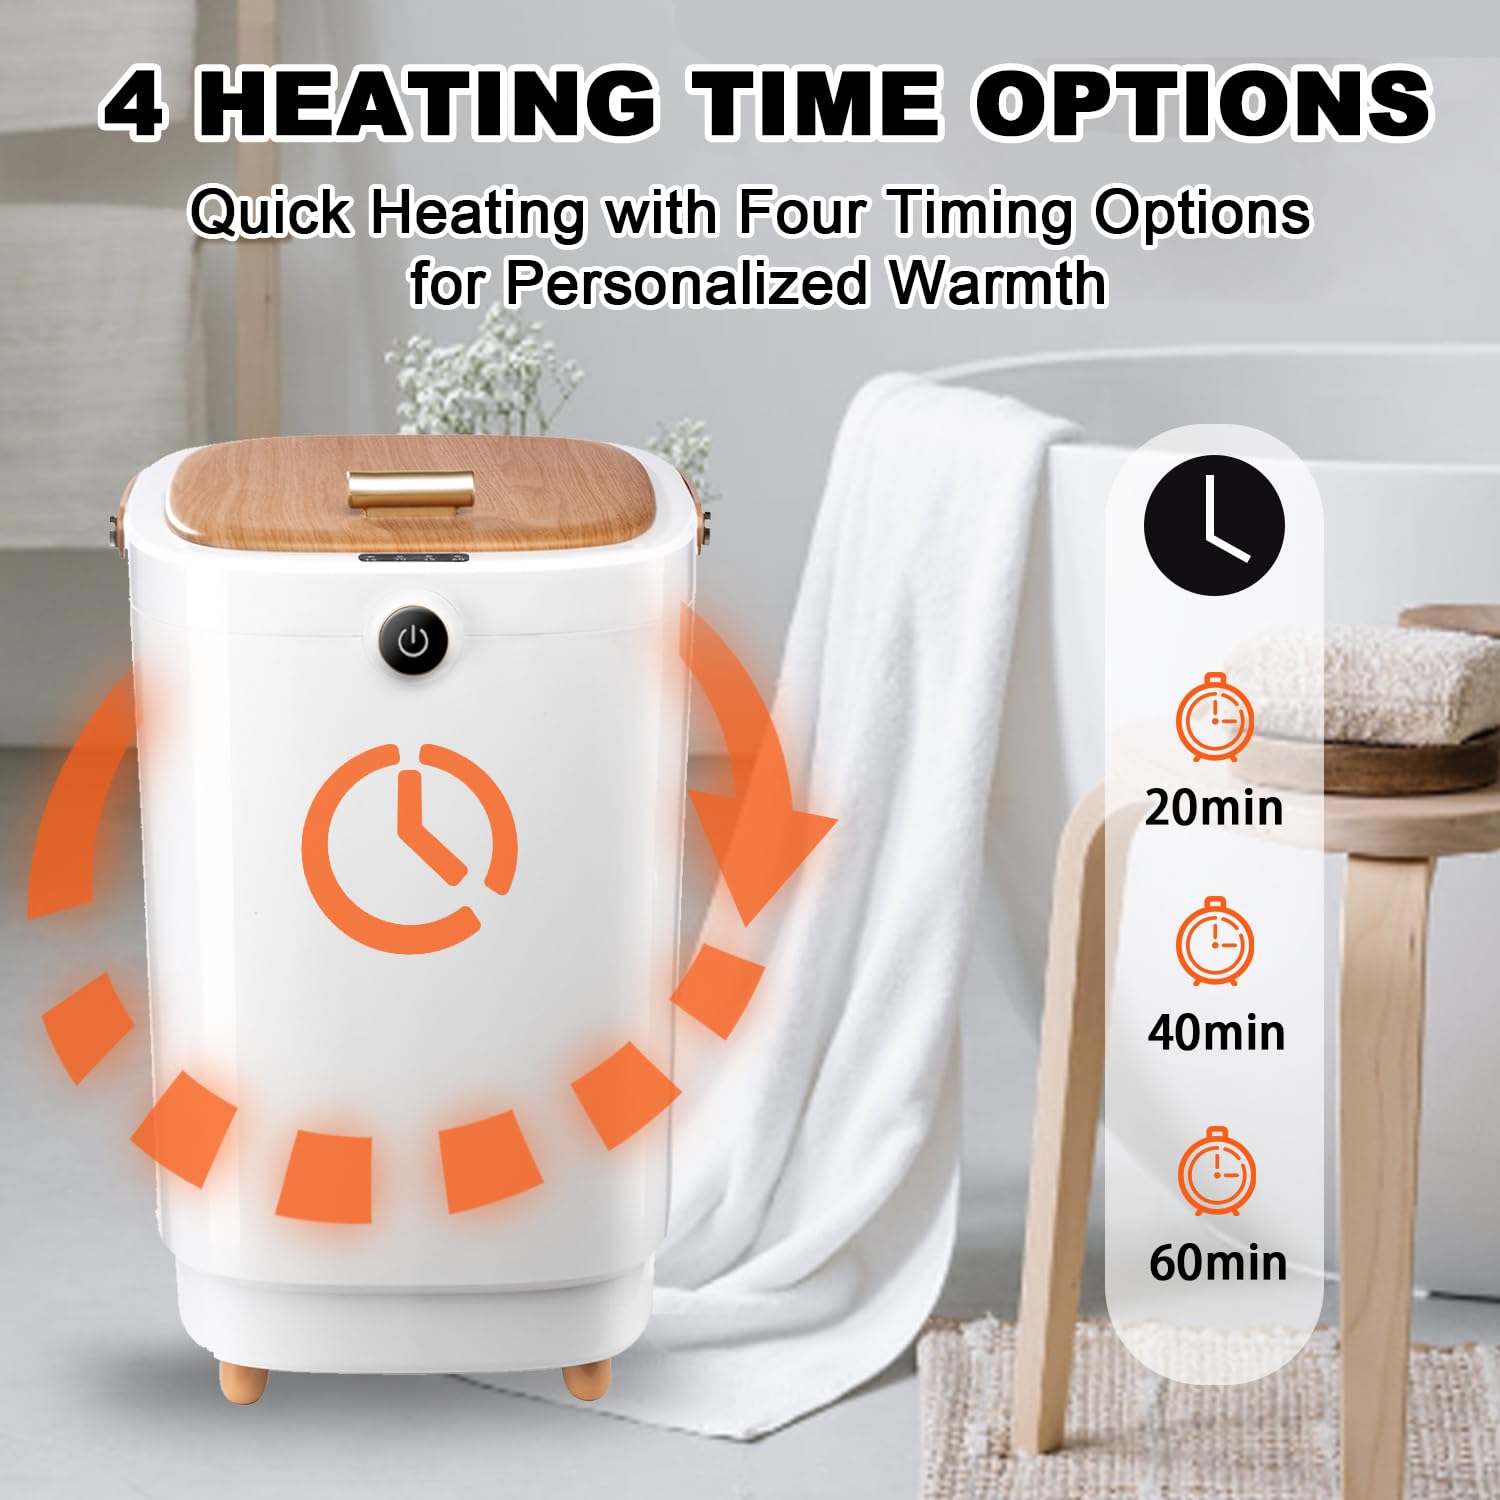 4 HEATING TIME OPTIONS
Quick Heating with Four Timing Options
for Personalized Warmth
20min
40min
60min